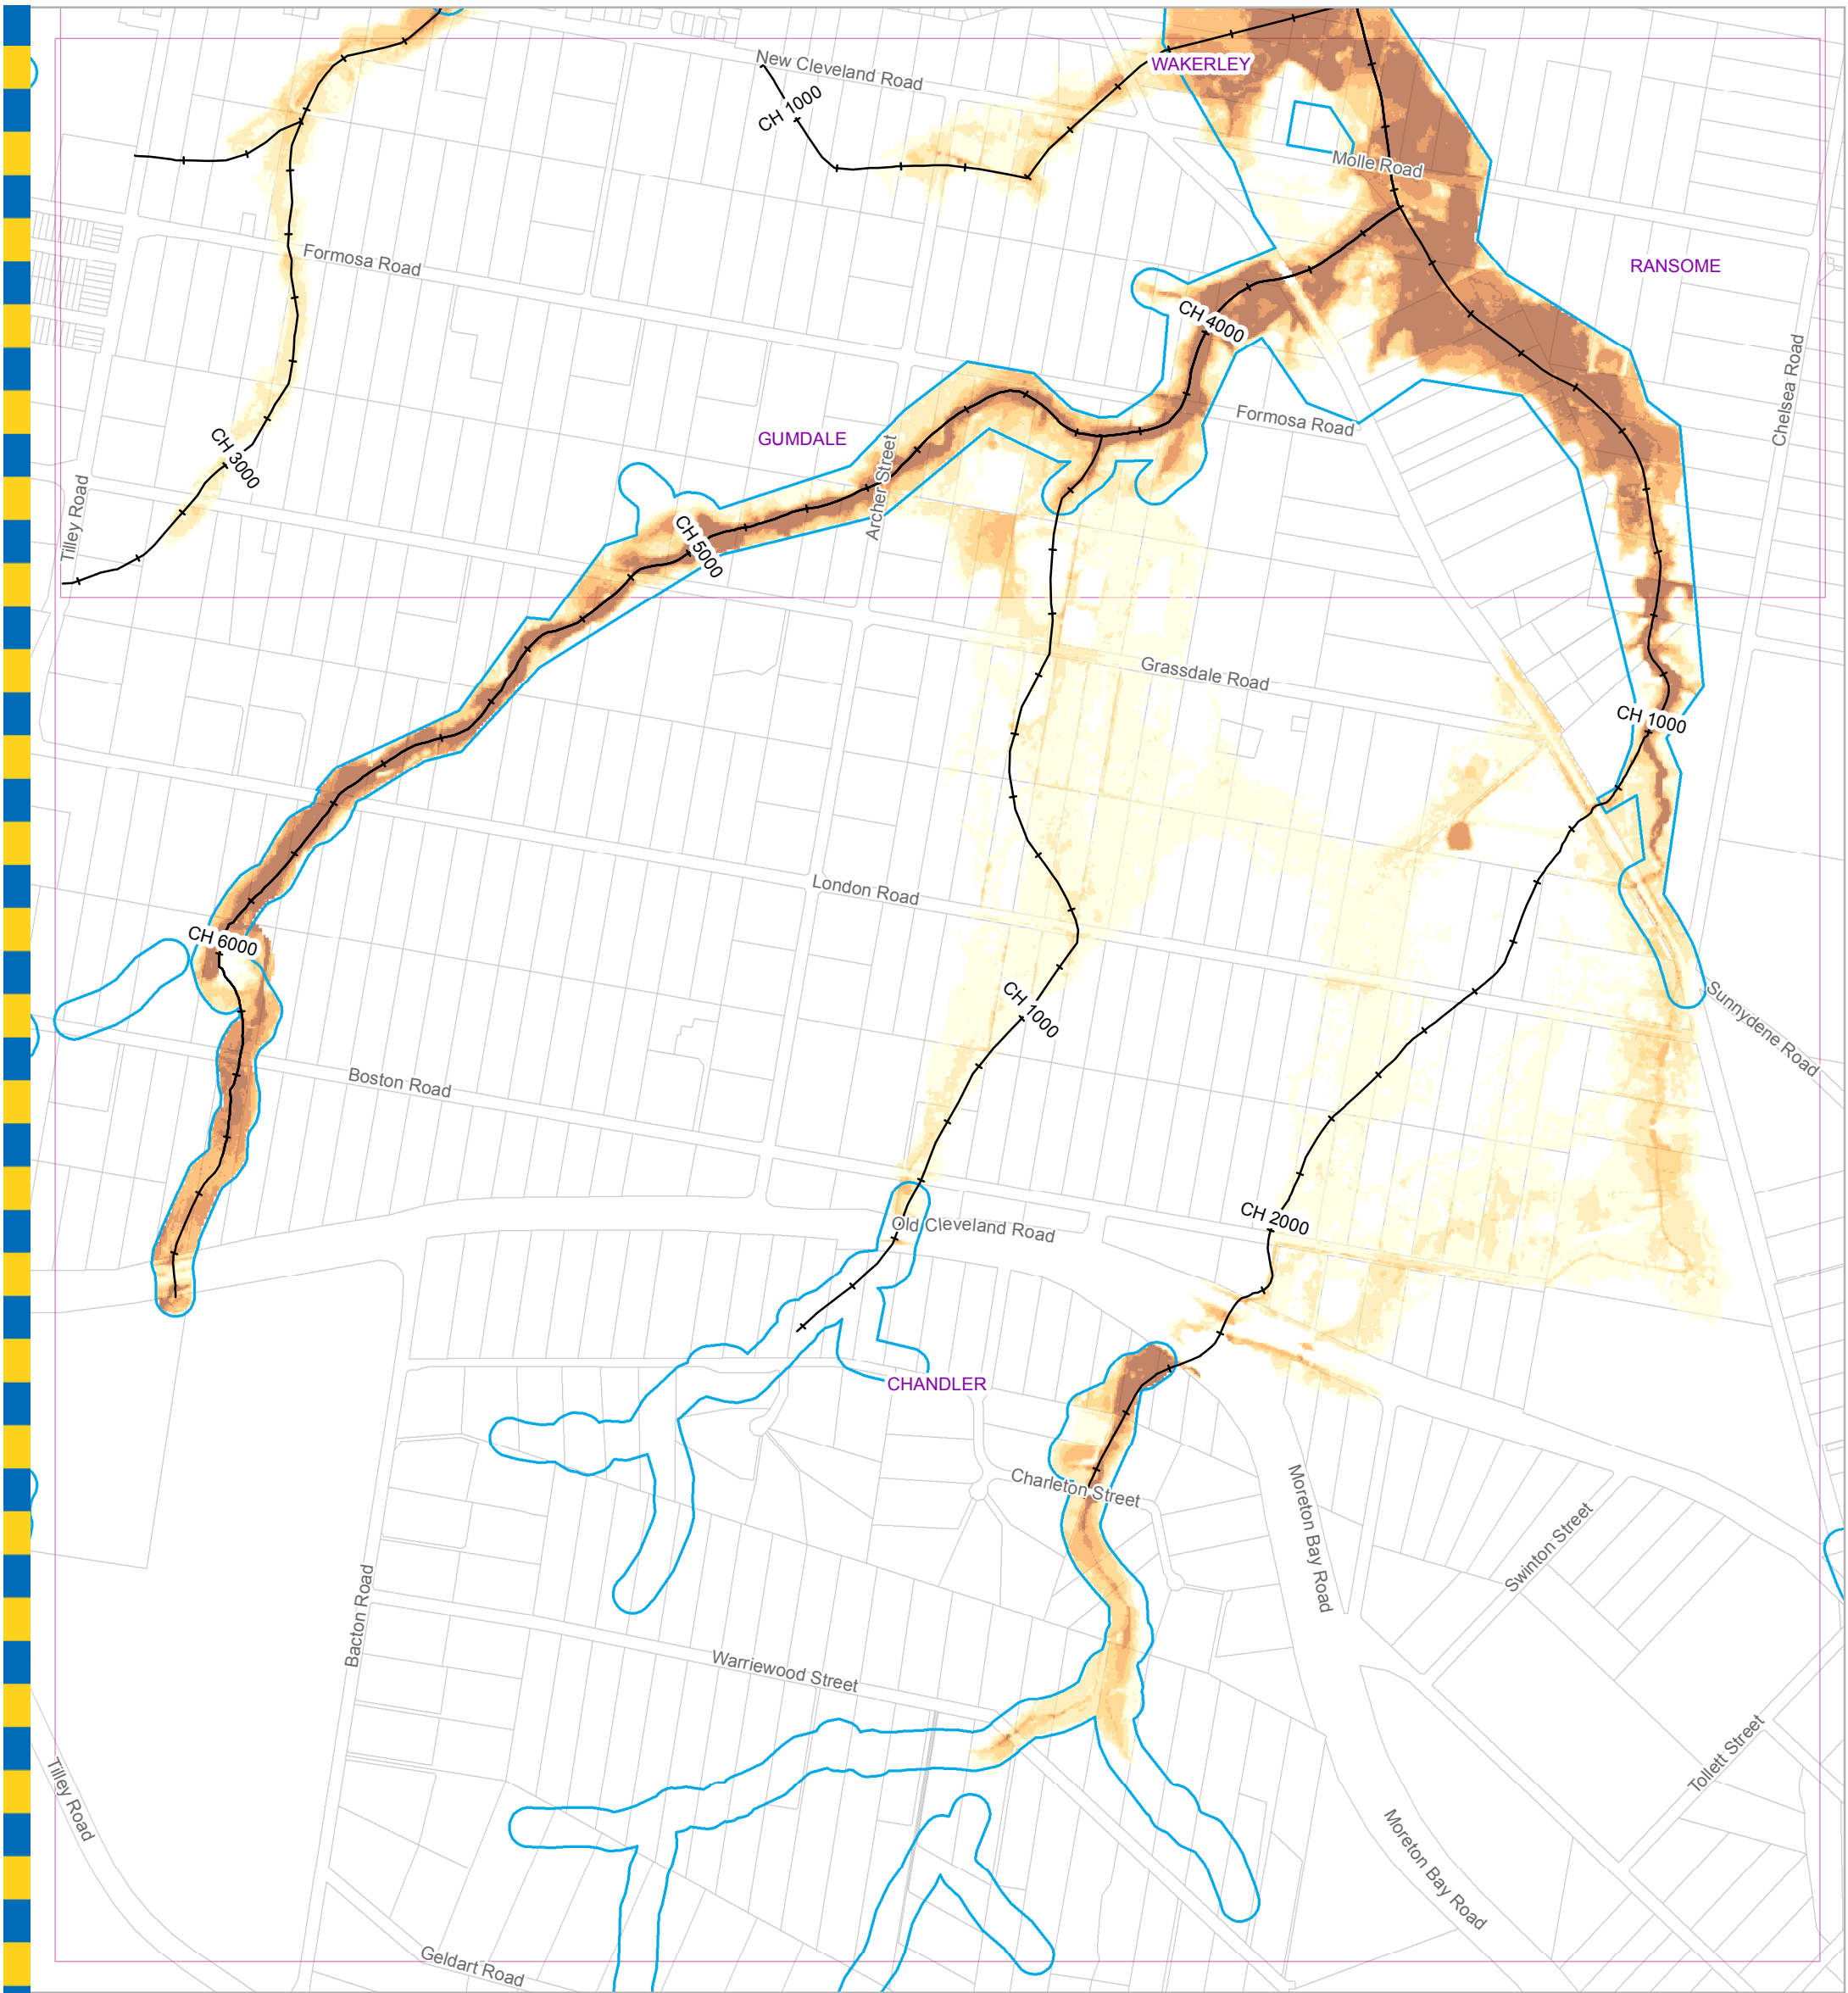 New Cleveland Road
WAKERLEY
CH 1000
Molle Road
Formosa Road
RANSOME
CH 4000
Chelsea Road
Formosa Road
GUMDALE
CH 3000
Archer Street
Tilley Road
CH 5000
Grassdale Road
CH 1000
London Road
CH 6000
CH 1000
Sunnydene Road
Boston Road
CH 2000
Old Cleveland Road
CHANDLER
Charleton Street
Moreton Bay Road
Swinton Street
Bacton Road
Warriewood Street
Tollett Street
Tilley Road
Moreton Bay Road
Geldart Road